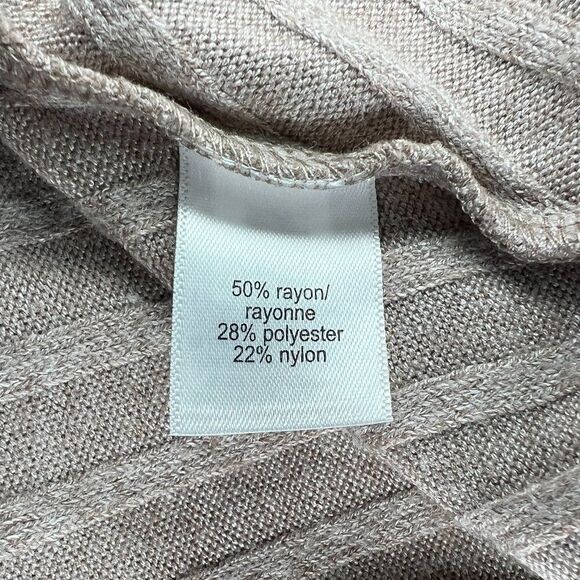 50% rayon/
rayonne
28% polyester
22% nylon